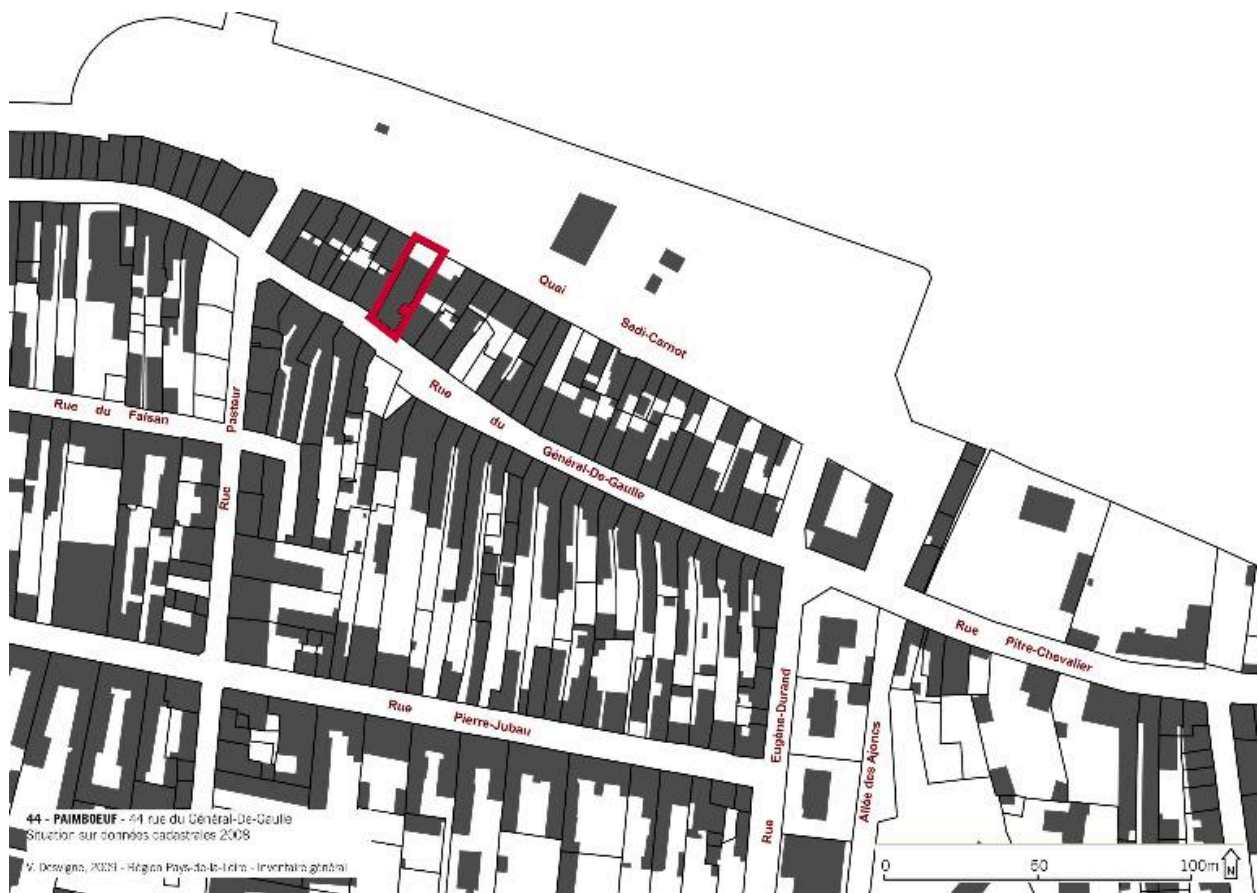 Quai
Sadi-Carnot
Rue du Faisan
Rue Pasteur
Rue du Général-De-Gaulle
Rue Pitre-Chevalier
Rue Pierre-Jubau
Rue Eugène-Durand
Allée des Ajoncs
44 - PAIMBOEUF - 44 rue du Général-De-Gaulle
Situation sur données cadastrales 2008
V. Desvigne, 2009 - Région Pays-de-la-Loire - Inventaire général
0 50 100m
N